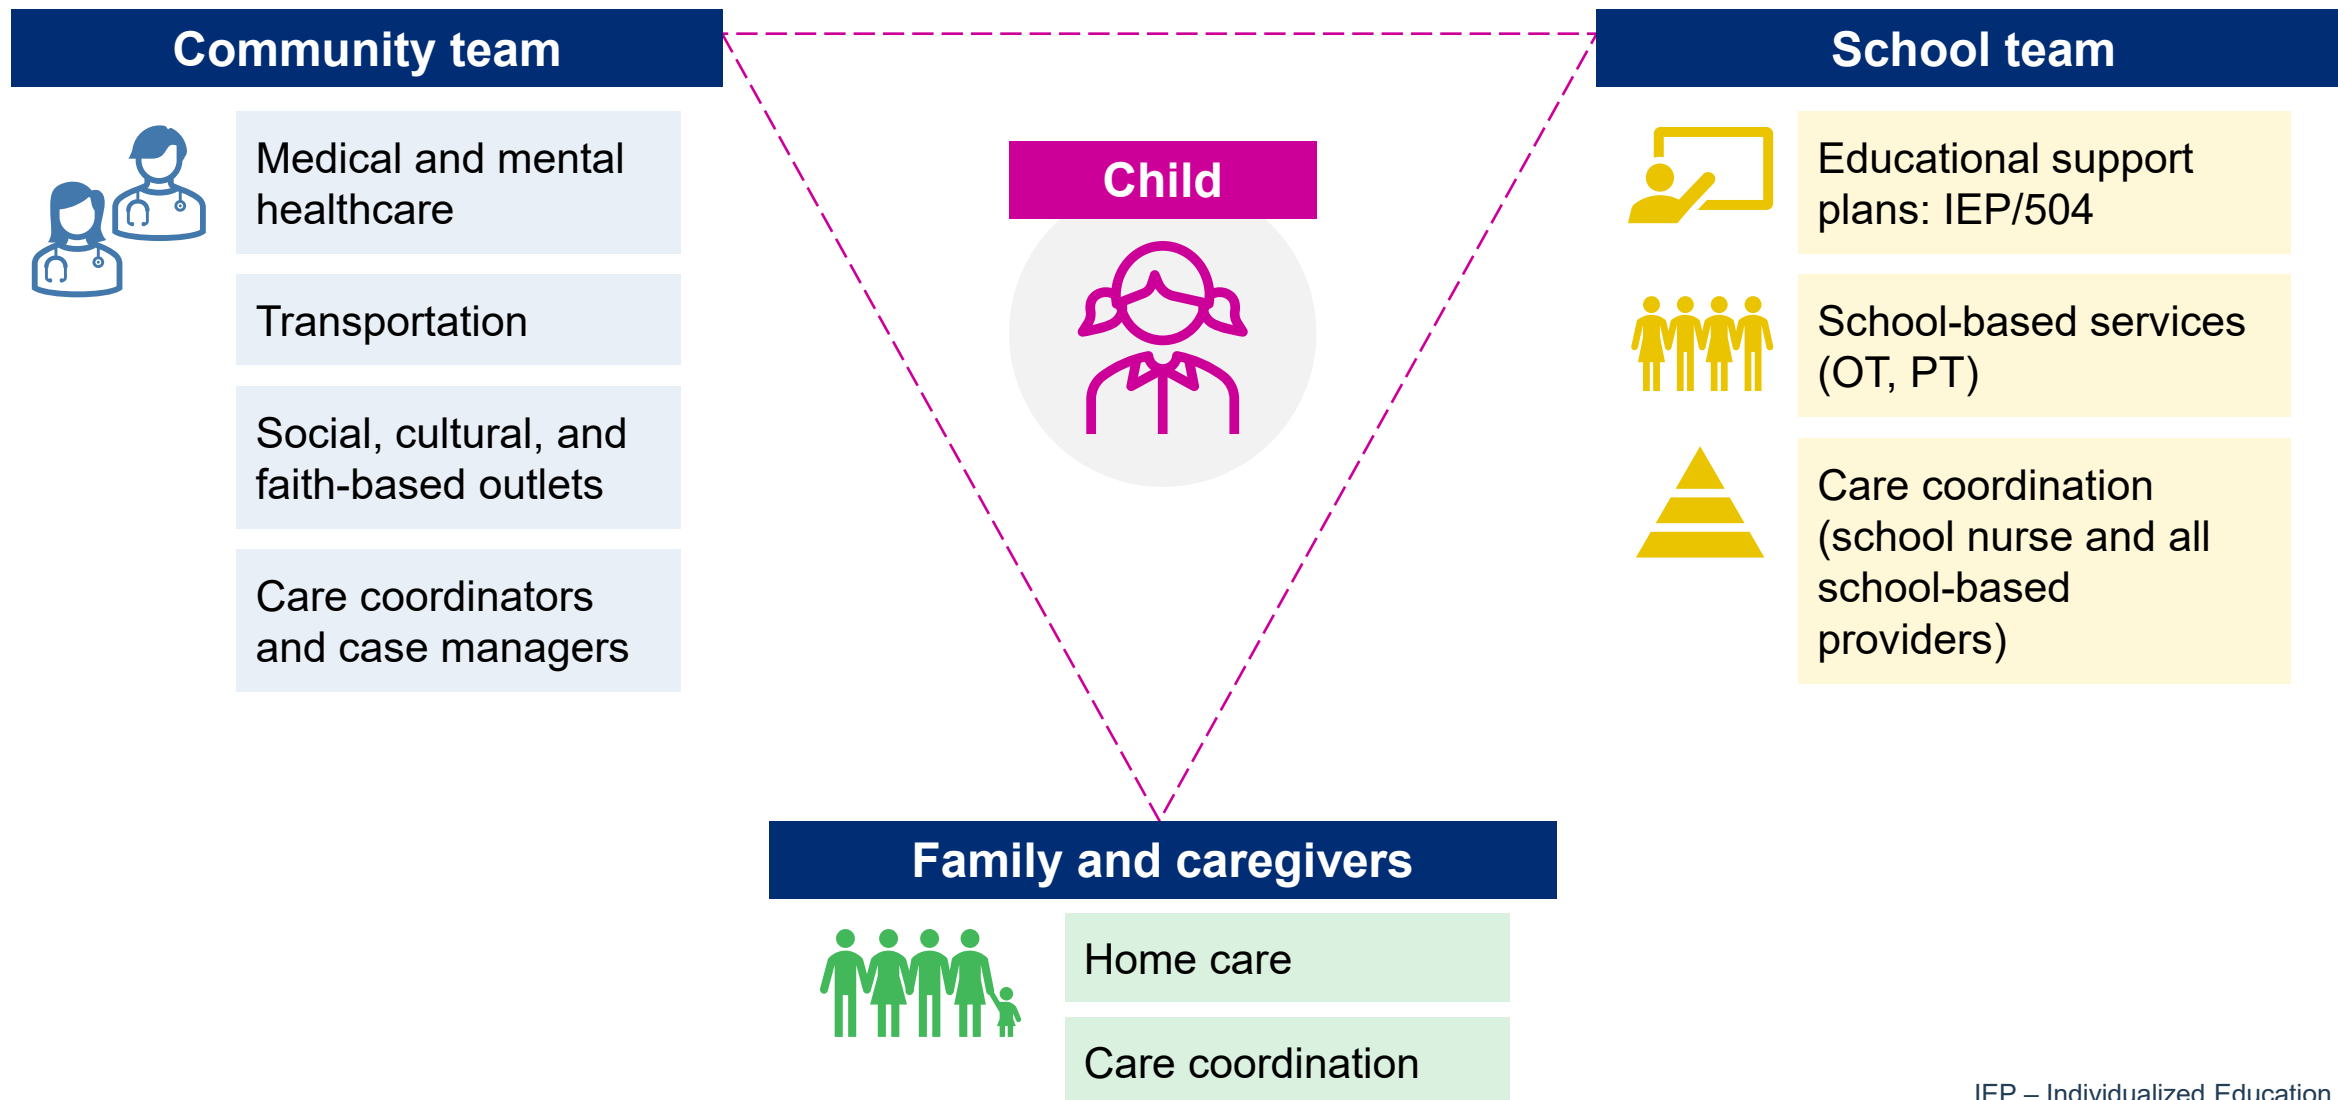 Community team
Medical and mental
healthcare
Transportation
Social, cultural, and
faith-based outlets
Care coordinators
and case managers
Child
School team
Educational support
plans: IEP/504
School-based services
(OT, PT)
Care coordination
(school nurse and all
school-based
providers)
Family and caregivers
Home care
Care coordination
IEP – Individualized Education